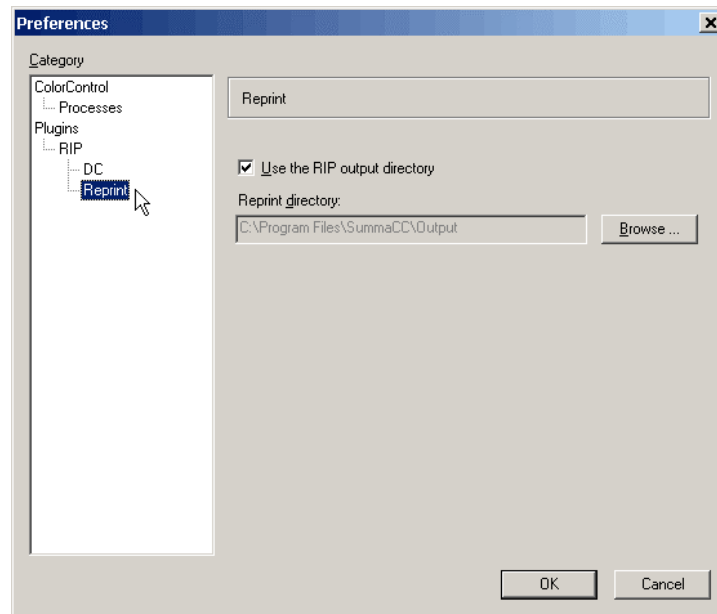 Preferences
Category
ColorControl
Processes
Plugins
RIP
DC
Reprint
Reprint
Use the RIP output directory
Reprint directory:
C:\Program Files\SummaCC\Output
Browse ...
OK
Cancel